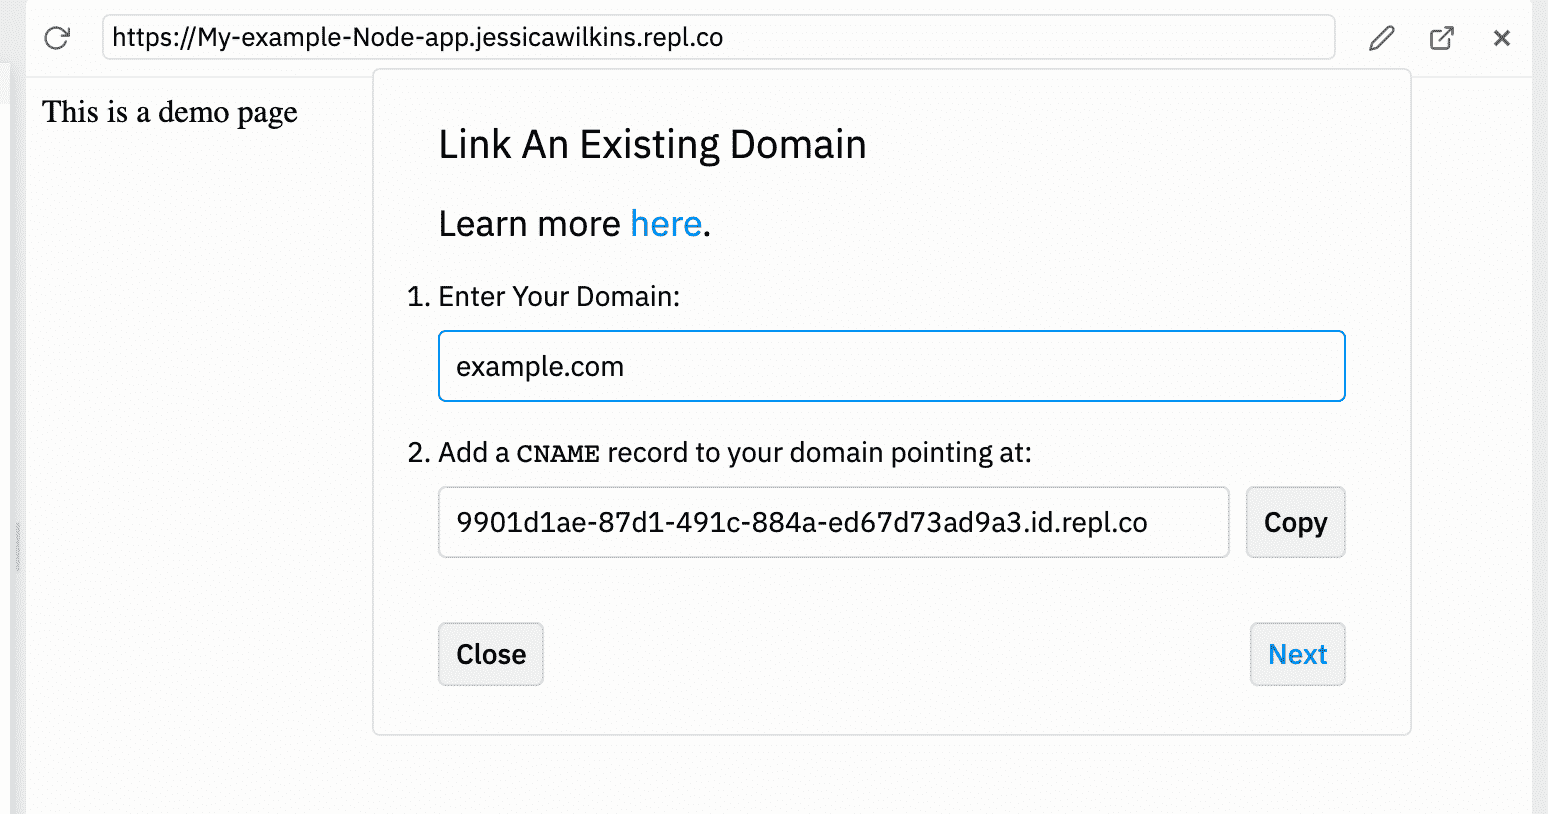 https://My-example-Node-app.jessicawilkins.repl.co
This is a demo page
Link An Existing Domain
Learn more here.
1. Enter Your Domain:
example.com
2. Add a CNAME record to your domain pointing at:
9901d1ae-87d1-491c-884a-ed67d73ad9a3.id.repl.co
Copy
Close
Next